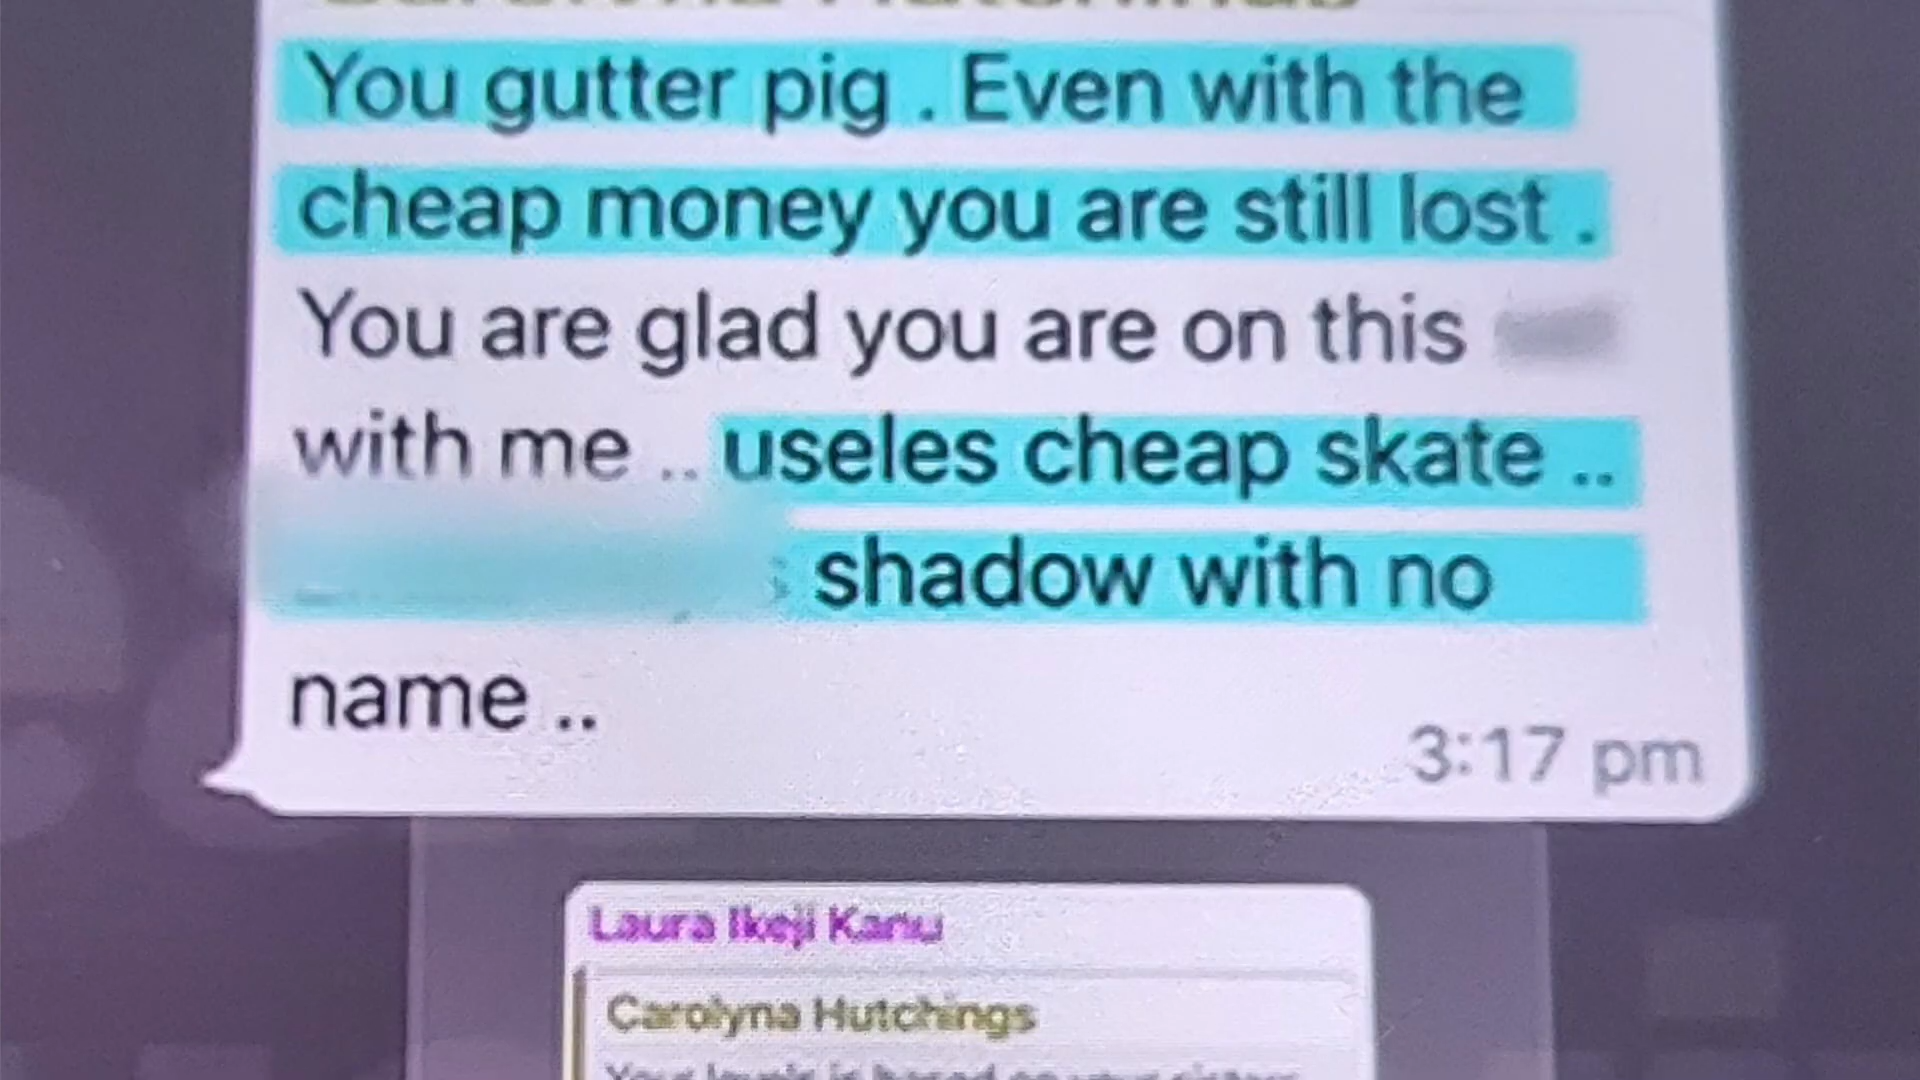 You gutter pig . Even with the
cheap money you are still lost .
You are glad you are on this
with me .. useles cheap skate ..
shadow with no
name ..
3:17 pm
Laura Ikeji Kanu
Carolyna Hutchings